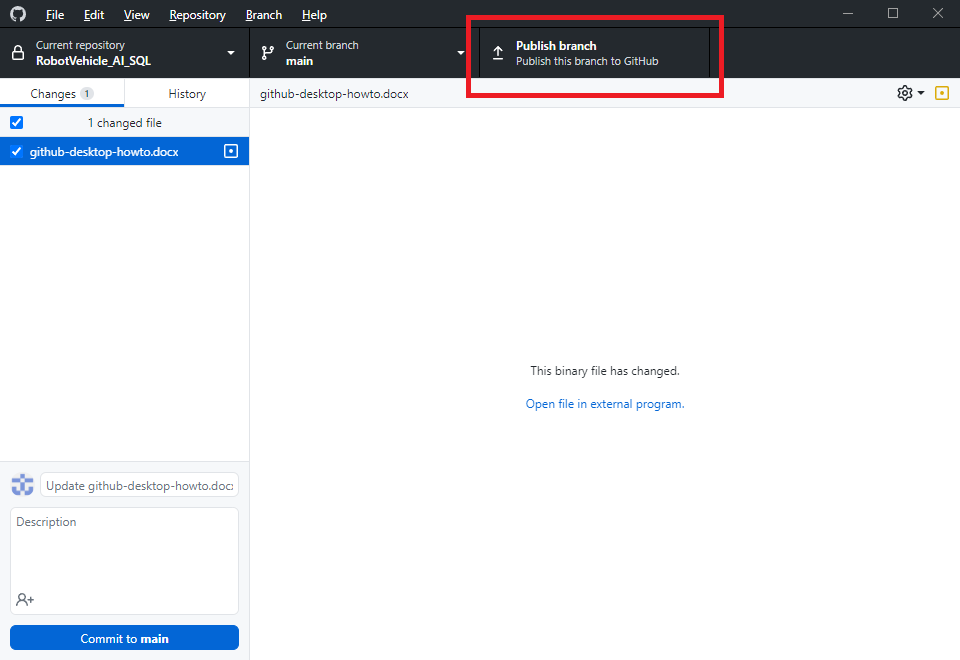 File Edit View Repository Branch Help
Current repository
RobotVehicle_AI_SQL
Current branch
main
Publish branch
Publish this branch to GitHub
Changes 1
History
github-desktop-howto.docx
1 changed file
github-desktop-howto.docx
This binary file has changed.
Open file in external program.
Update github-desktop-howto.doc
Description
Commit to main